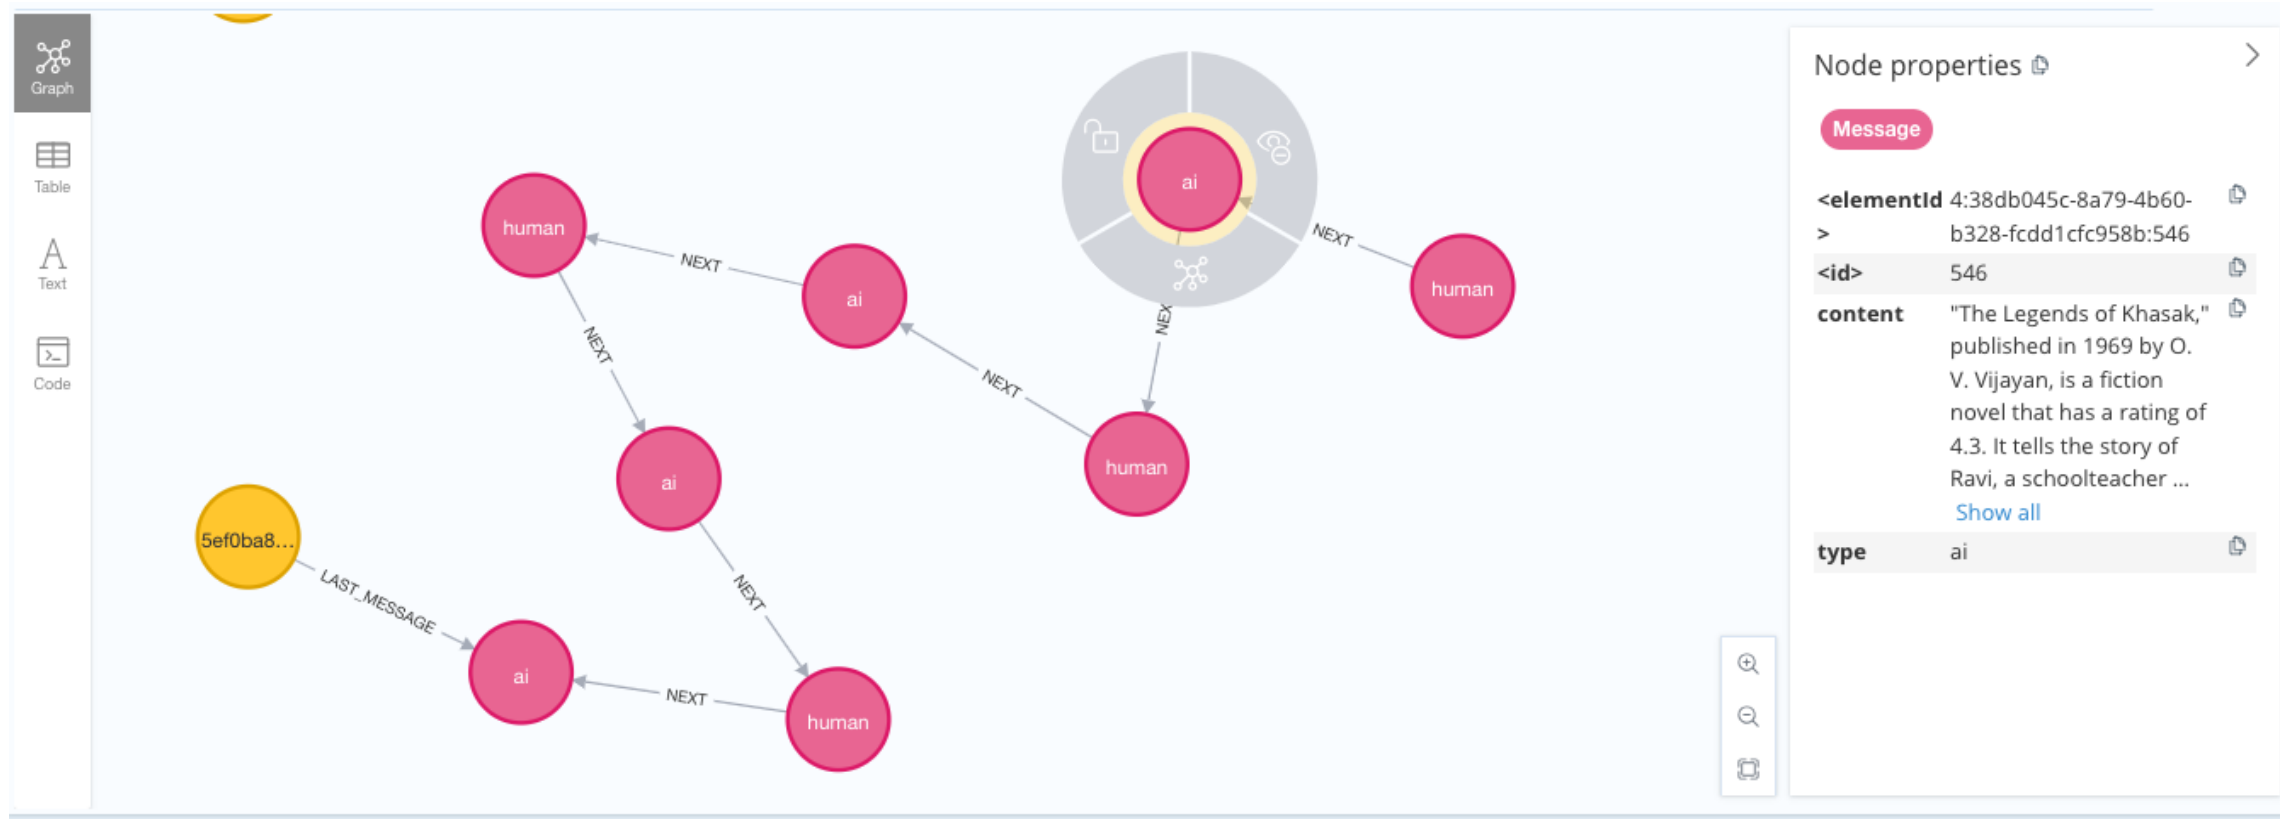 Graph
Table
Text
Code
human
NEXT
ai
NEXT
NEXT
ai
NEXT
human
NEX
human
NEXT
ai
NEXT
5ef0ba8...
LAST_MESSAGE
ai
NEXT
human
Node properties
Message
<elementId 4:38db045c-8a79-4b60-
> b328-fcdd1cfc958b:546
<id> 546
content "The Legends of Khasak,"
published in 1969 by O.
V. Vijayan, is a fiction
novel that has a rating of
4.3. It tells the story of
Ravi, a schoolteacher ...
Show all
type ai